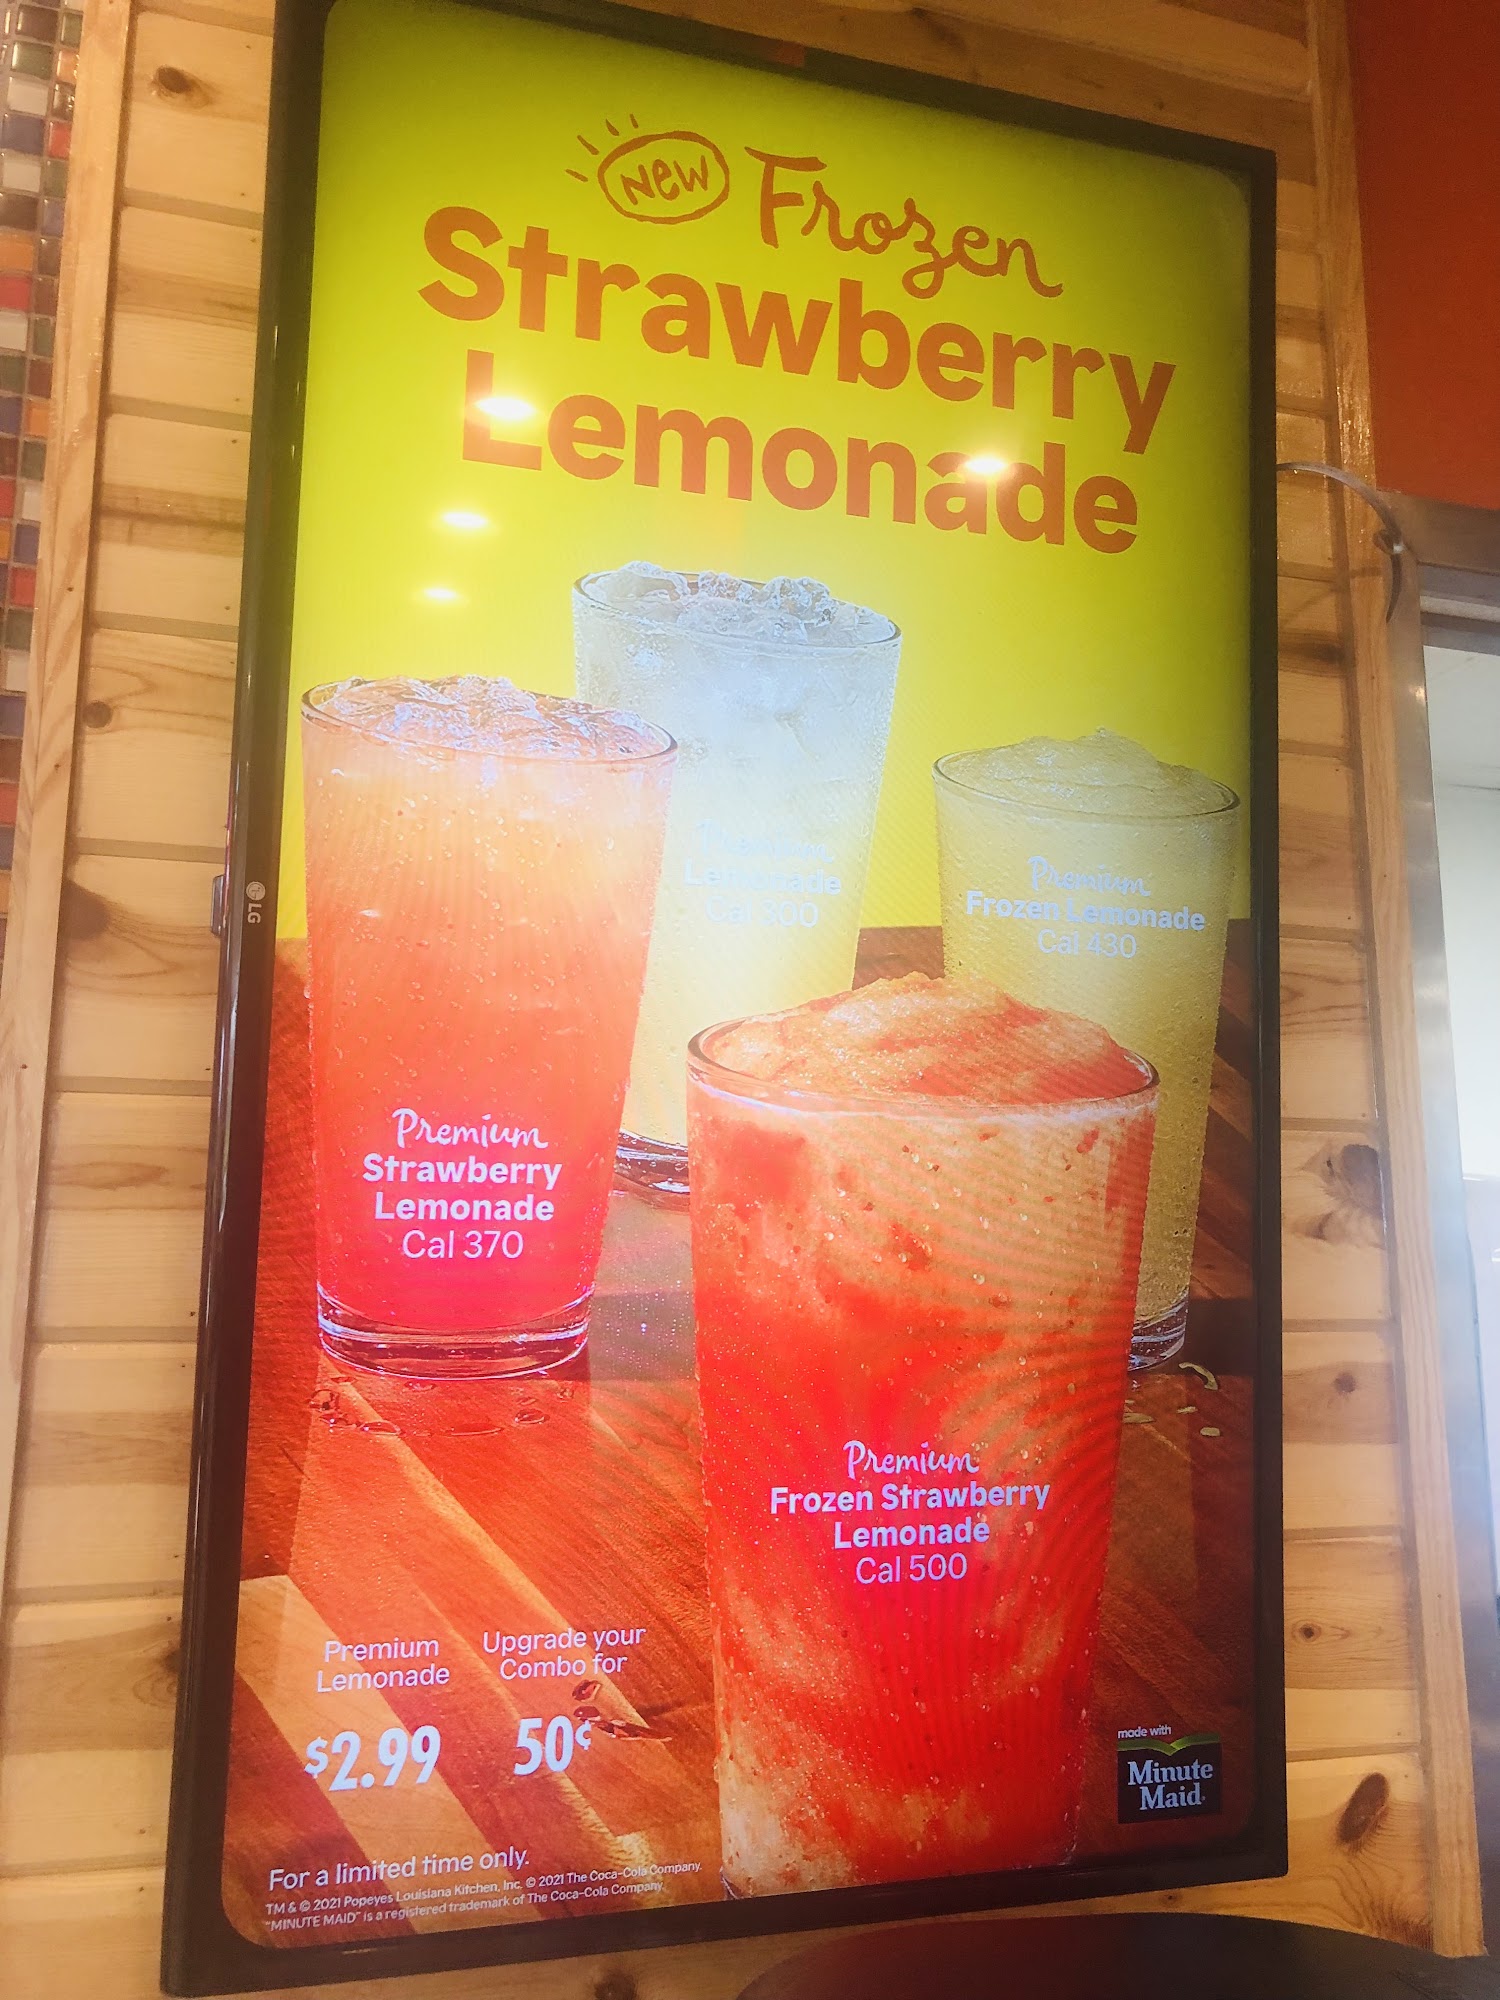 New Frozen
Strawberry
Lemonade
Premium
Lemonade
Cal 300
Premium
Frozen Lemonade
Cal 430
Premium
Strawberry
Lemonade
Cal 370
Premium
Frozen Strawberry
Lemonade
Cal 500
Premium
Lemonade
$2.99
Upgrade your
Combo for
50¢
made with
Minute
Maid®
For a limited time only.
TM & © 2021 Popeyes Louisiana Kitchen, Inc. © 2021 The Coca-Cola Company.
"MINUTE MAID" is a registered trademark of The Coca-Cola Company.
LG